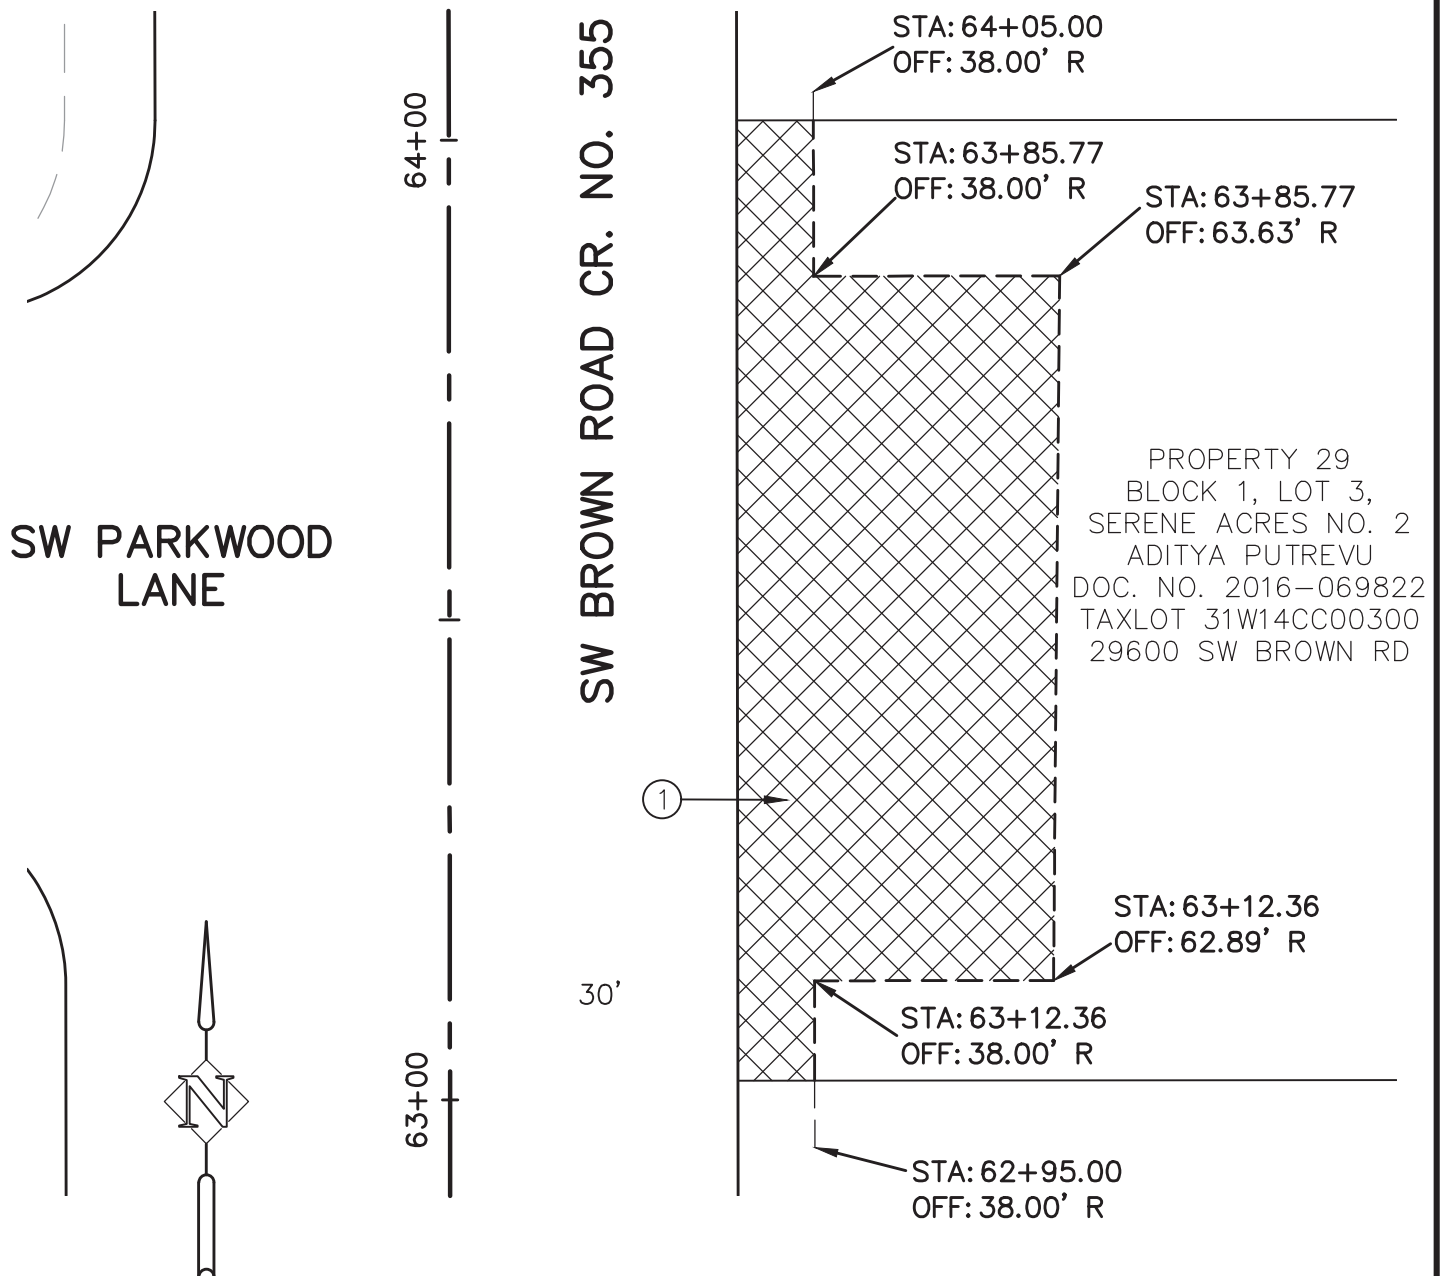 STA: 64+05.00
OFF: 38.00' R
64+00
SW BROWN ROAD CR. NO. 355
STA: 63+85.77
OFF: 38.00' R
STA: 63+85.77
OFF: 63.63' R
PROPERTY 29
BLOCK 1, LOT 3,
SERENE ACRES NO. 2
ADITYA PUTREVU
DOC. NO. 2016-069822
TAXLOT 31W14CC00300
29600 SW BROWN RD
SW PARKWOOD
LANE
1
STA: 63+12.36
OFF: 62.89' R
30'
STA: 63+12.36
OFF: 38.00' R
63+00
N
STA: 62+95.00
OFF: 38.00' R